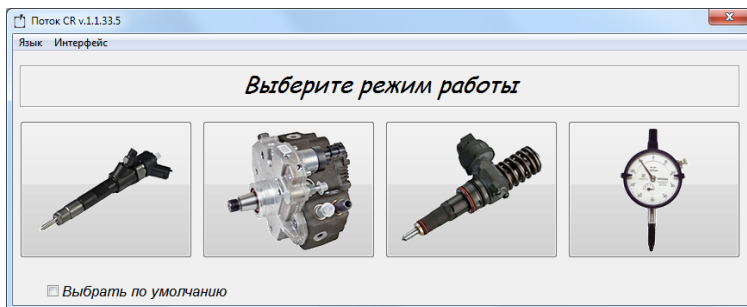 Поток CR v.1.1.33.5
Язык Интерфейс
Выберите режим работы
Выбрать по умолчанию